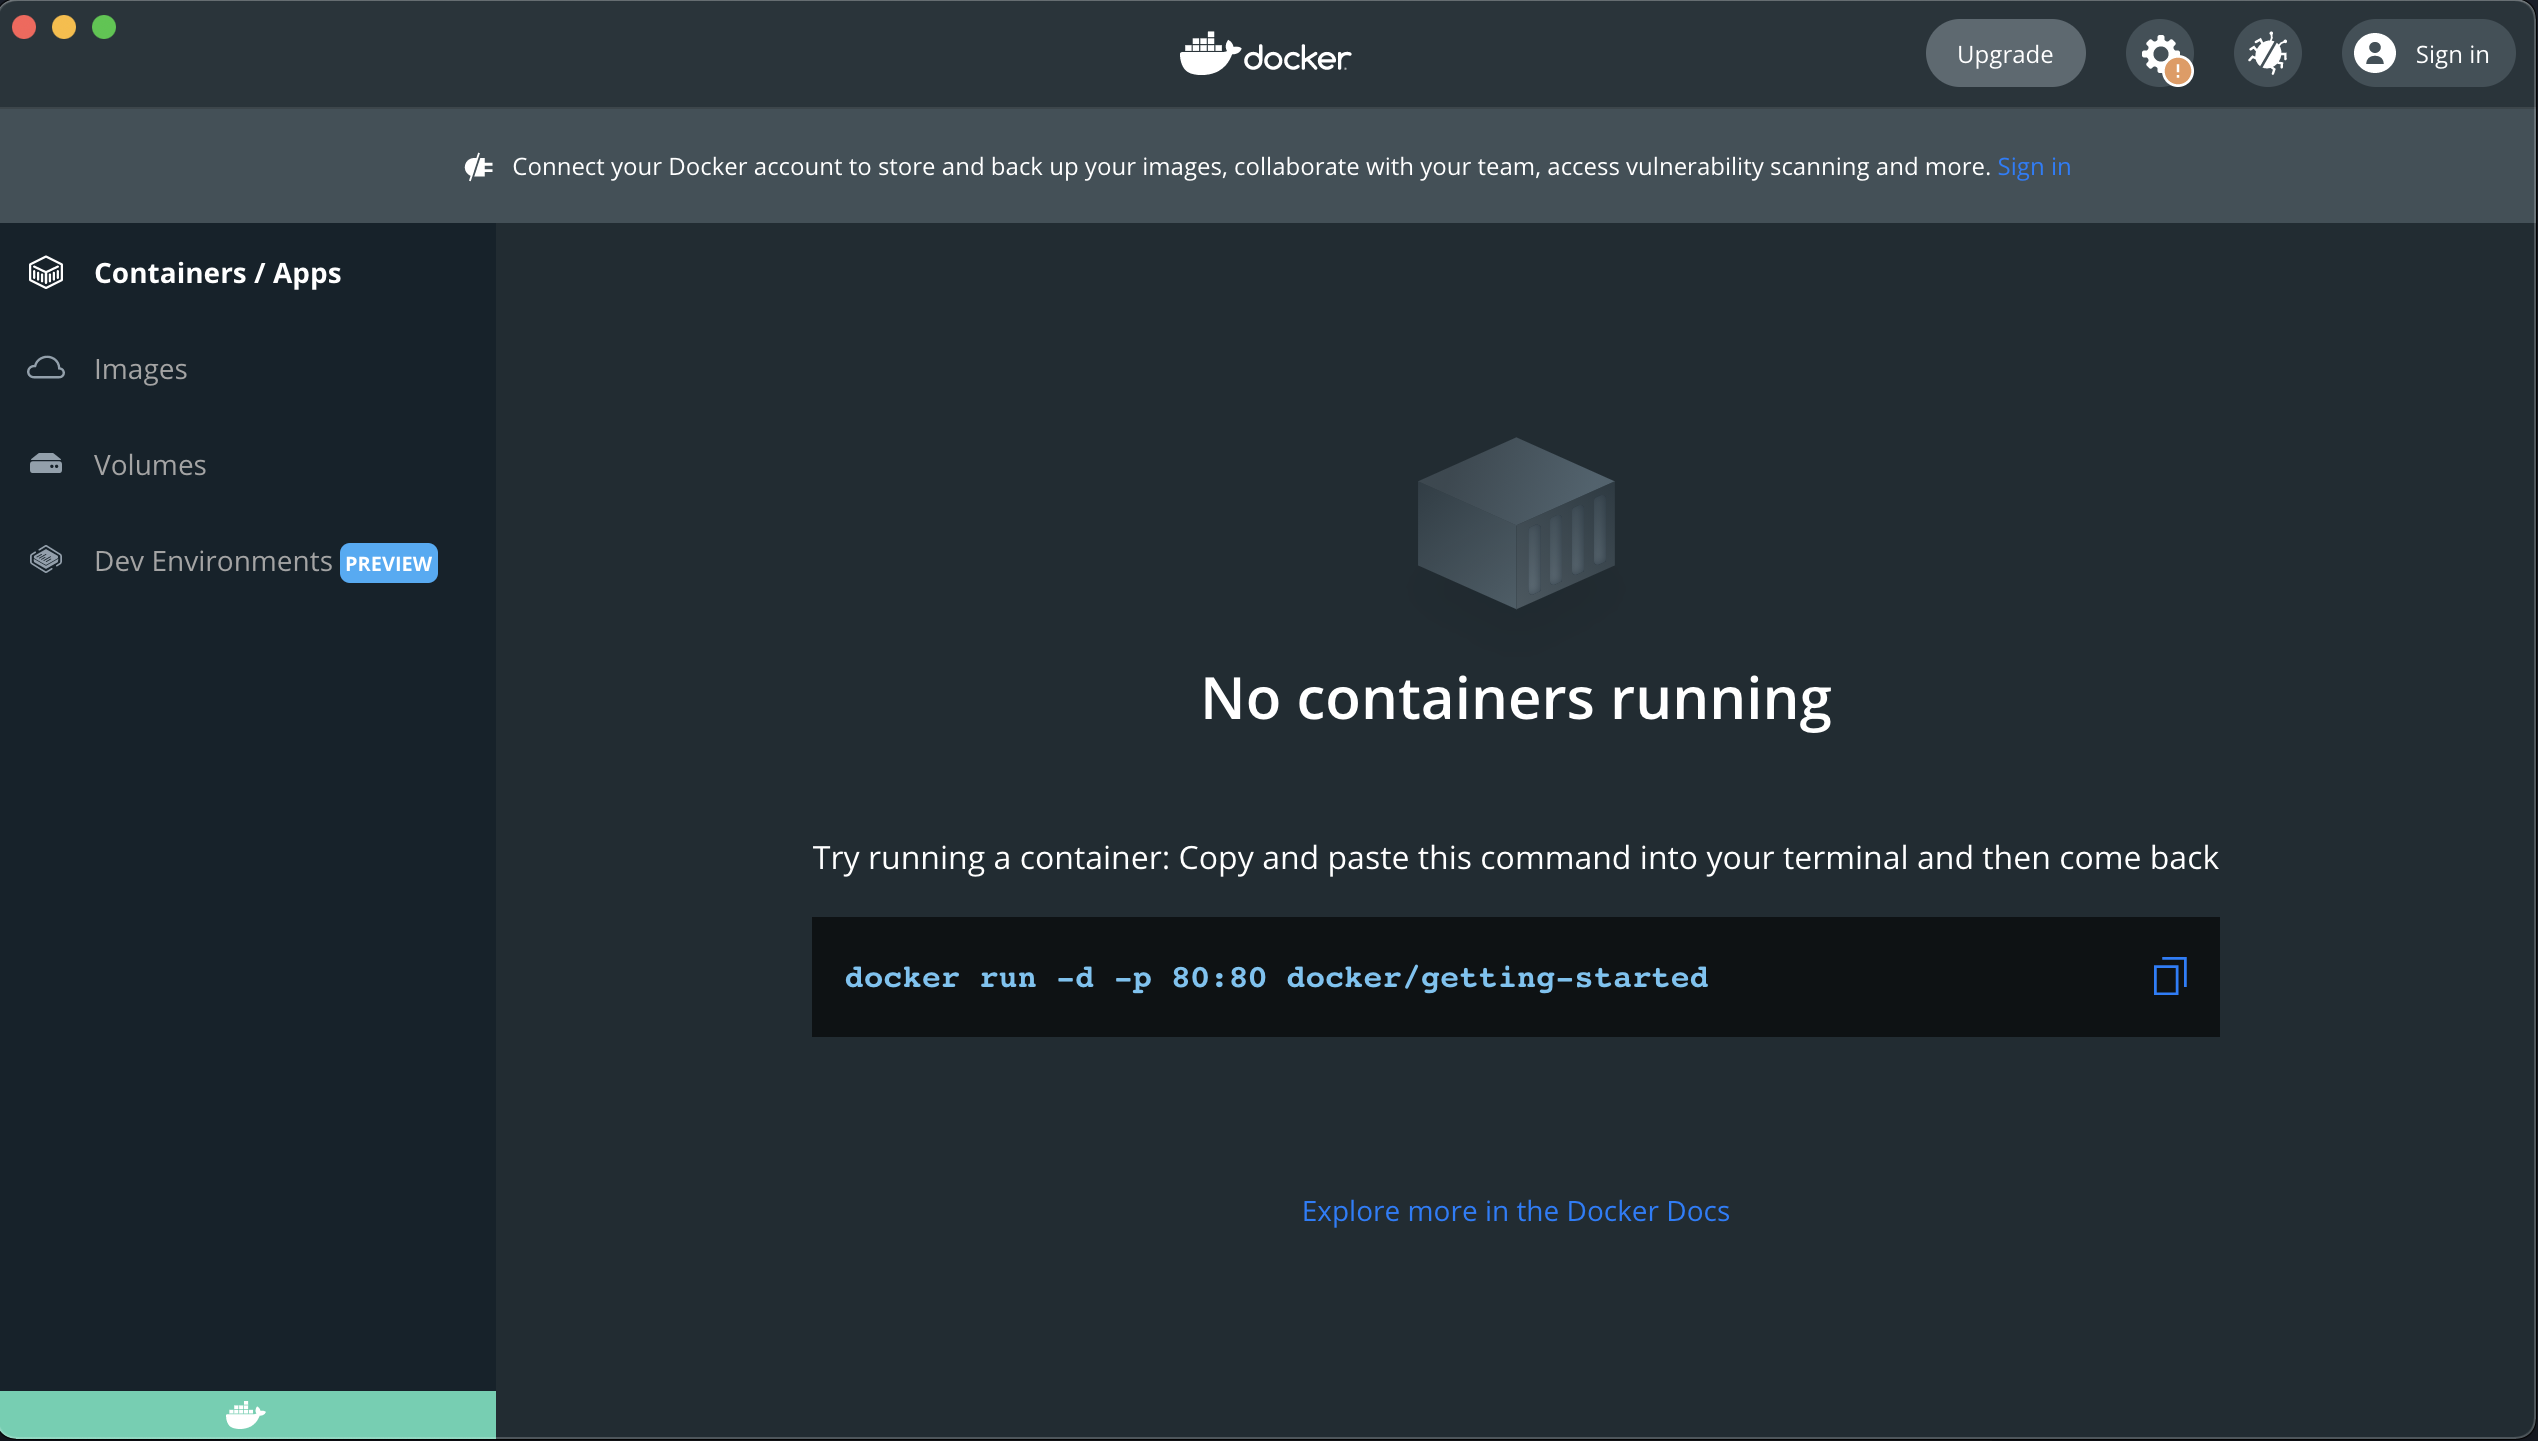 docker
Upgrade
!
Sign in
Connect your Docker account to store and back up your images, collaborate with your team, access vulnerability scanning and more. Sign in
Containers / Apps
Images
Volumes
Dev Environments PREVIEW
No containers running
Try running a container: Copy and paste this command into your terminal and then come back
docker run -d -p 80:80 docker/getting-started
Explore more in the Docker Docs